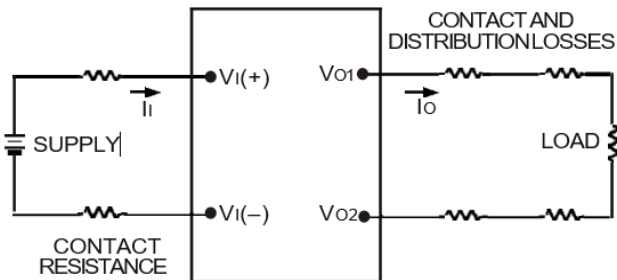 CONTACT AND
DISTRIBUTION LOSSES
VI(+)
VO1
II
IO
SUPPLY
LOAD
VI(–)
VO2
CONTACT
RESISTANCE